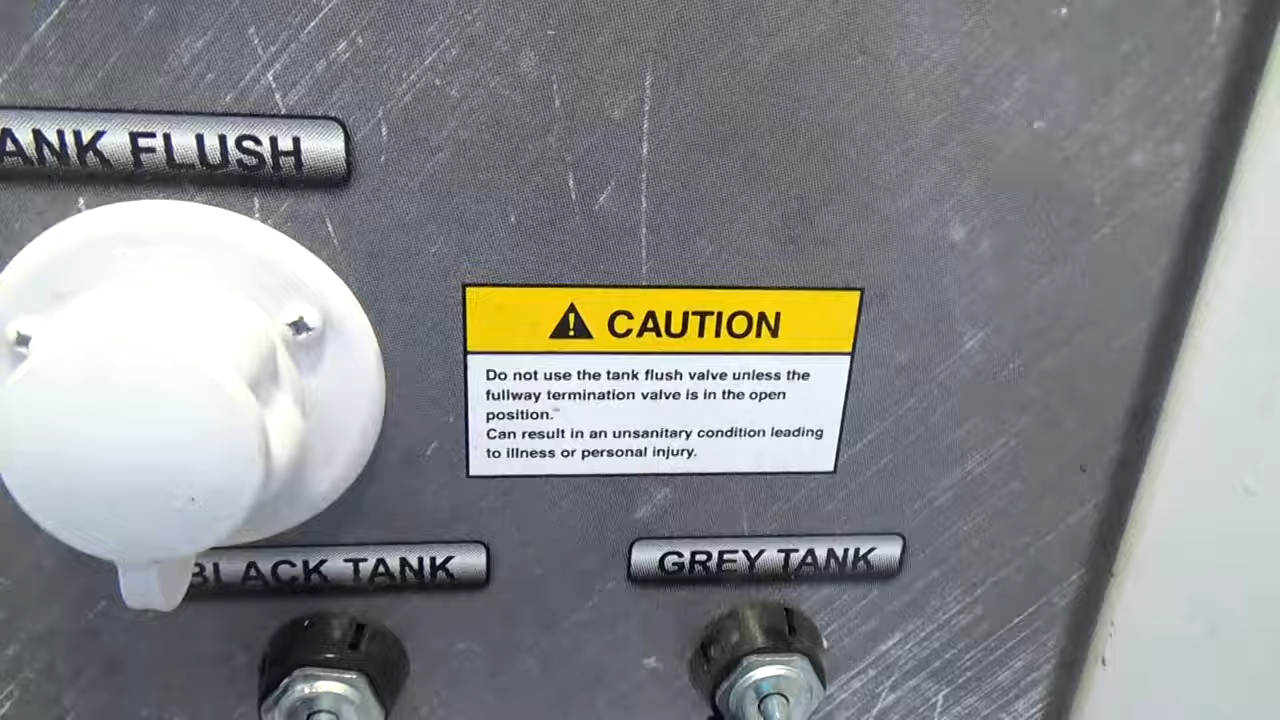 ANK FLUSH
CAUTION
Do not use the tank flush valve unless the
fullway termination valve is in the open
position.
Can result in an unsanitary condition leading
to illness or personal injury.
BLACK TANK
GREY TANK